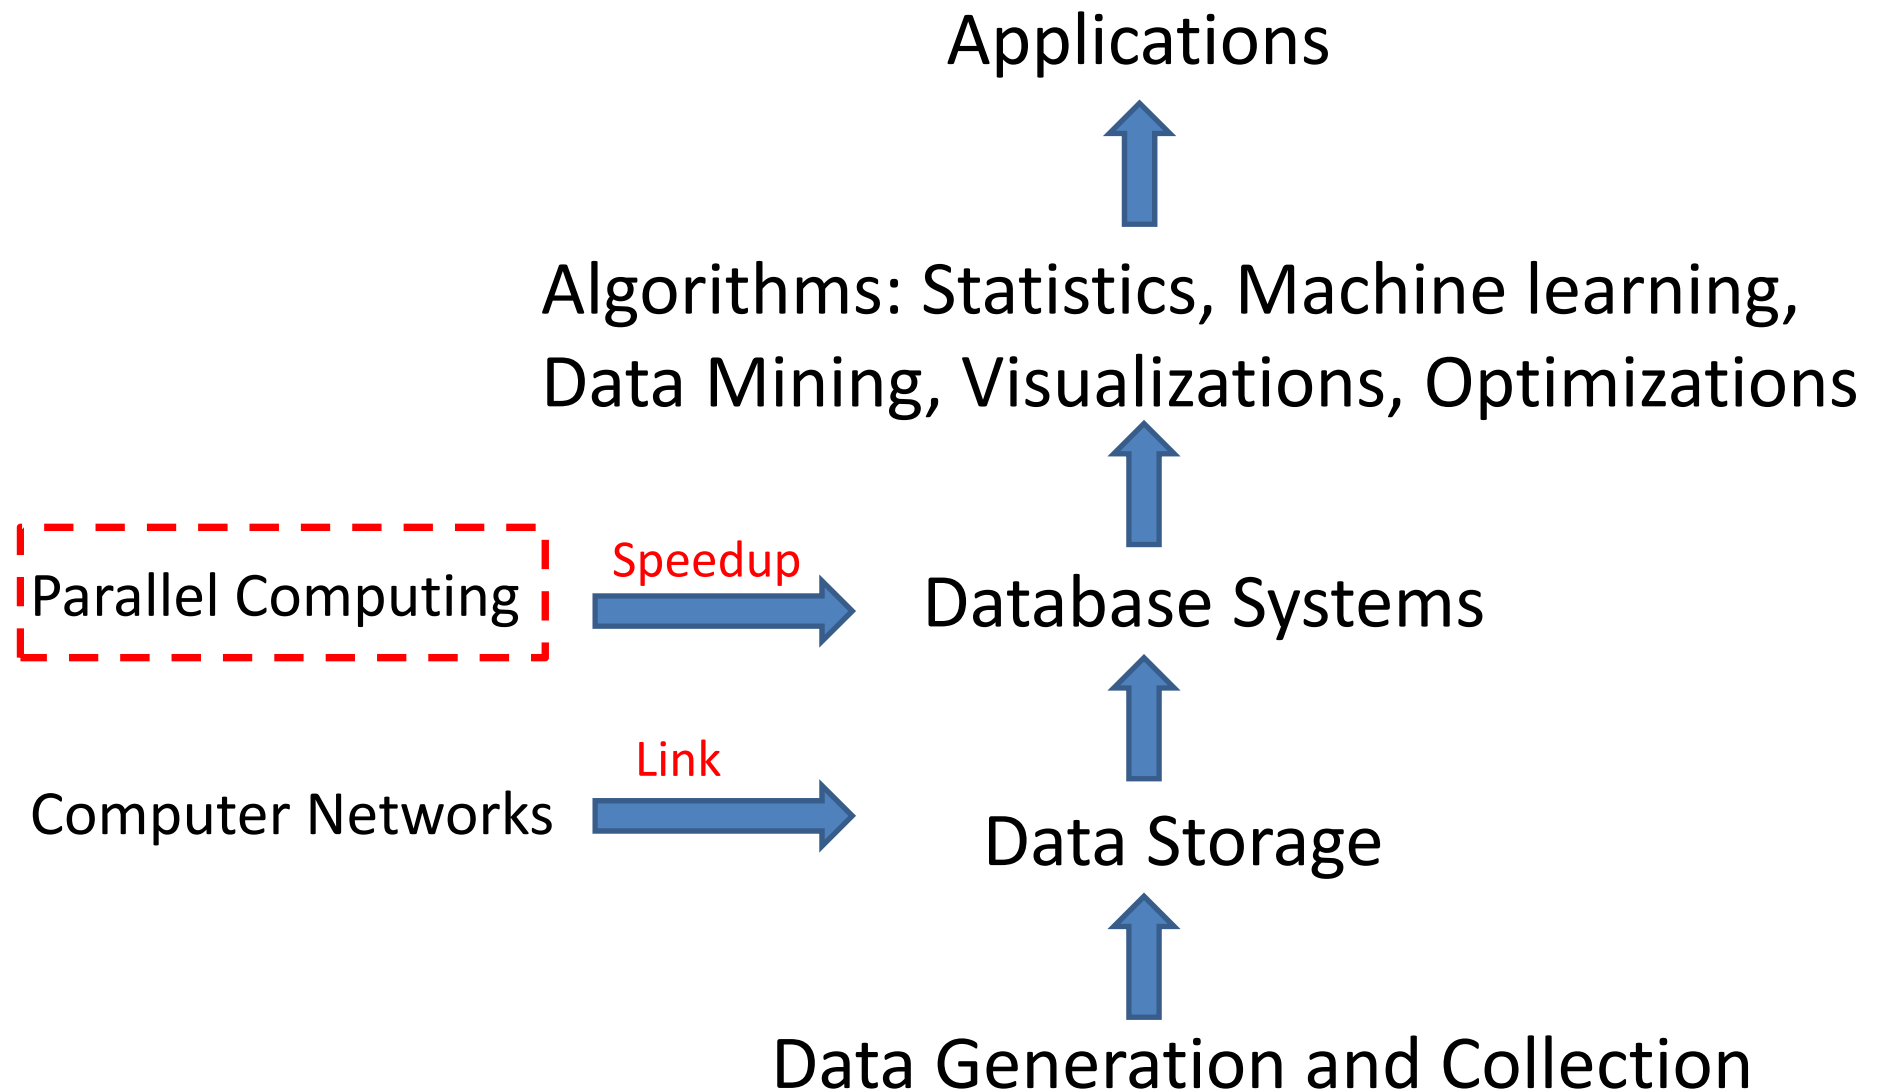 Applications
Algorithms: Statistics, Machine learning,
Data Mining, Visualizations, Optimizations
Speedup
Parallel Computing
Database Systems
Link
Computer Networks
Data Storage
Data Generation and Collection